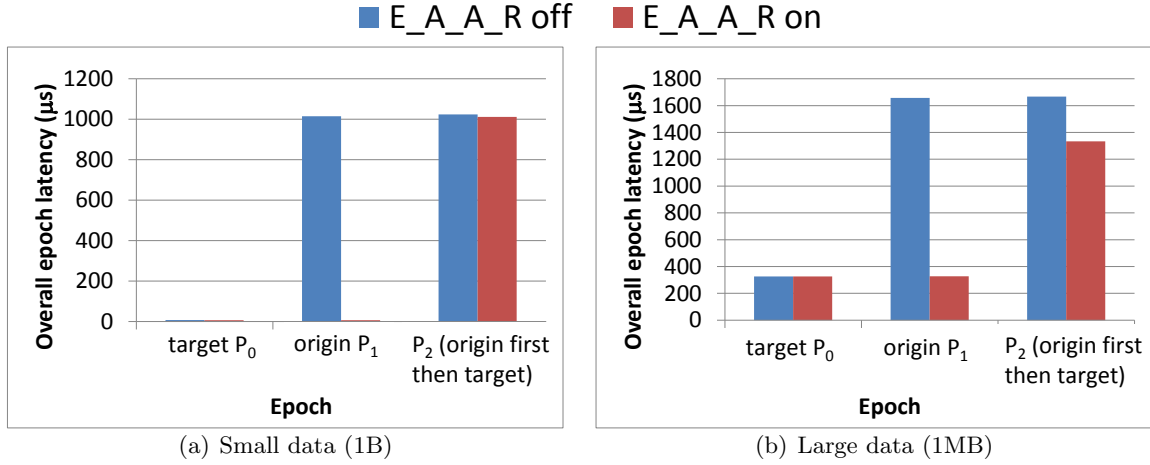 E_A_A_R off E_A_A_R on
Overall epoch latency (µs)
1200
1000
800
600
400
200
0
target P0 origin P1 P2 (origin first
then target)
Epoch
(a) Small data (1B)
Overall epoch latency (µs)
1800
1600
1400
1200
1000
800
600
400
200
0
target P0 origin P1 P2 (origin first
then target)
Epoch
(b) Large data (1MB)